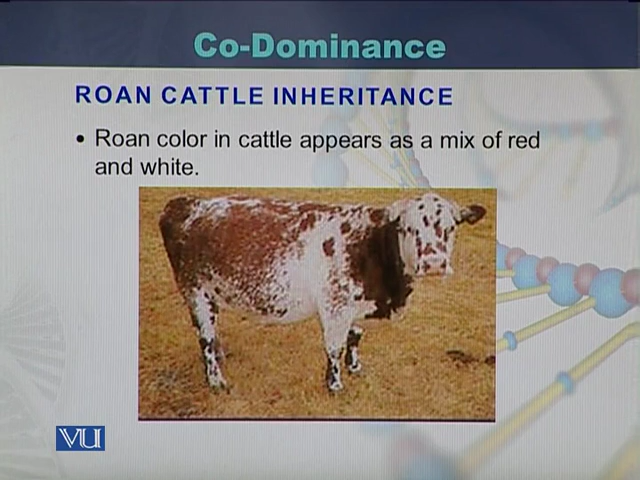 Co-Dominance
ROAN CATTLE INHERITANCE
• Roan color in cattle appears as a mix of red
and white.
VU